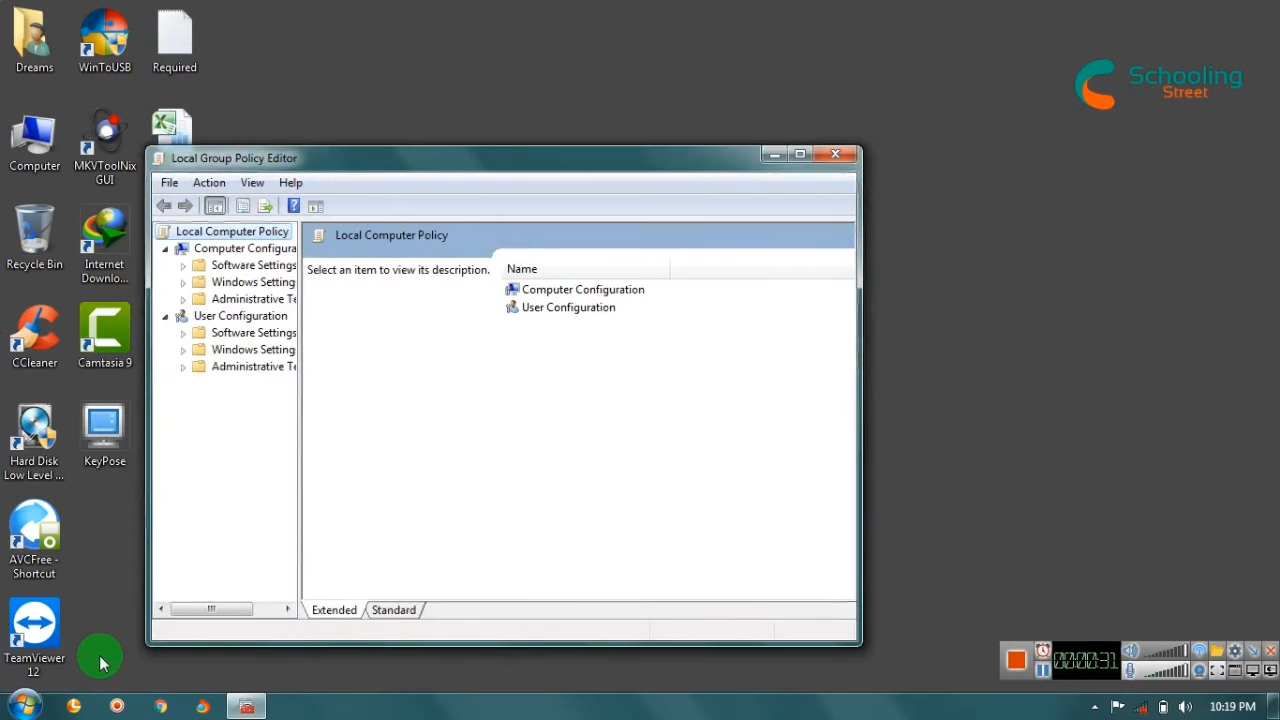 Dreams
WinToUSB
Required
Schooling
Street
Computer
MKVToolNix
GUI
Recycle Bin
Internet
Downlo...
CCleaner
Camtasia 9
Hard Disk
Low Level ...
KeyPose
AVCFree -
Shortcut
TeamViewer
12
Local Group Policy Editor
File Action View Help
Local Computer Policy
Computer Configura
Software Settings
Windows Setting
Administrative Te
User Configuration
Software Settings
Windows Setting
Administrative Te
Local Computer Policy
Select an item to view its description.
Name
Computer Configuration
User Configuration
Extended Standard
00:00:31
10:19 PM